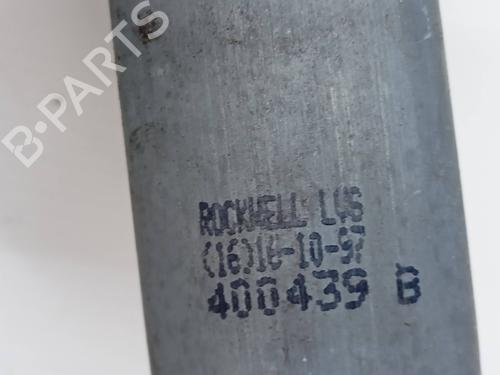 B-PARTS
ROCKWELL LVS
(16)16-10-97
400439 B